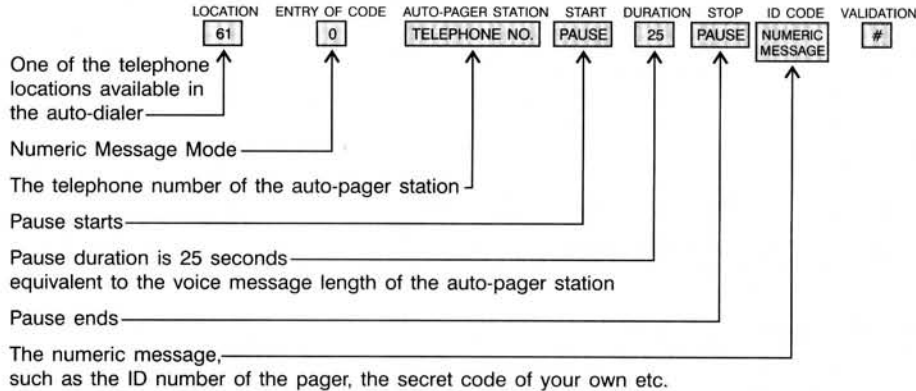 LOCATION ENTRY OF CODE AUTO-PAGER STATION START DURATION STOP ID CODE VALIDATION
61 0 TELEPHONE NO. PAUSE 25 PAUSE NUMERIC MESSAGE #
One of the telephone
locations available in
the auto-dialer
Numeric Message Mode
The telephone number of the auto-pager station
Pause starts
Pause duration is 25 seconds
equivalent to the voice message length of the auto-pager station
Pause ends
The numeric message,
such as the ID number of the pager, the secret code of your own etc.